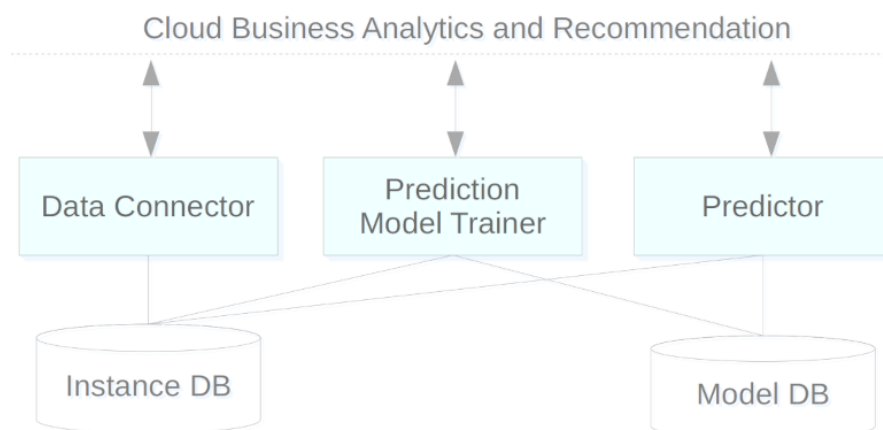 Cloud Business Analytics and Recommendation
Data Connector
Prediction
Model Trainer
Predictor
Instance DB
Model DB